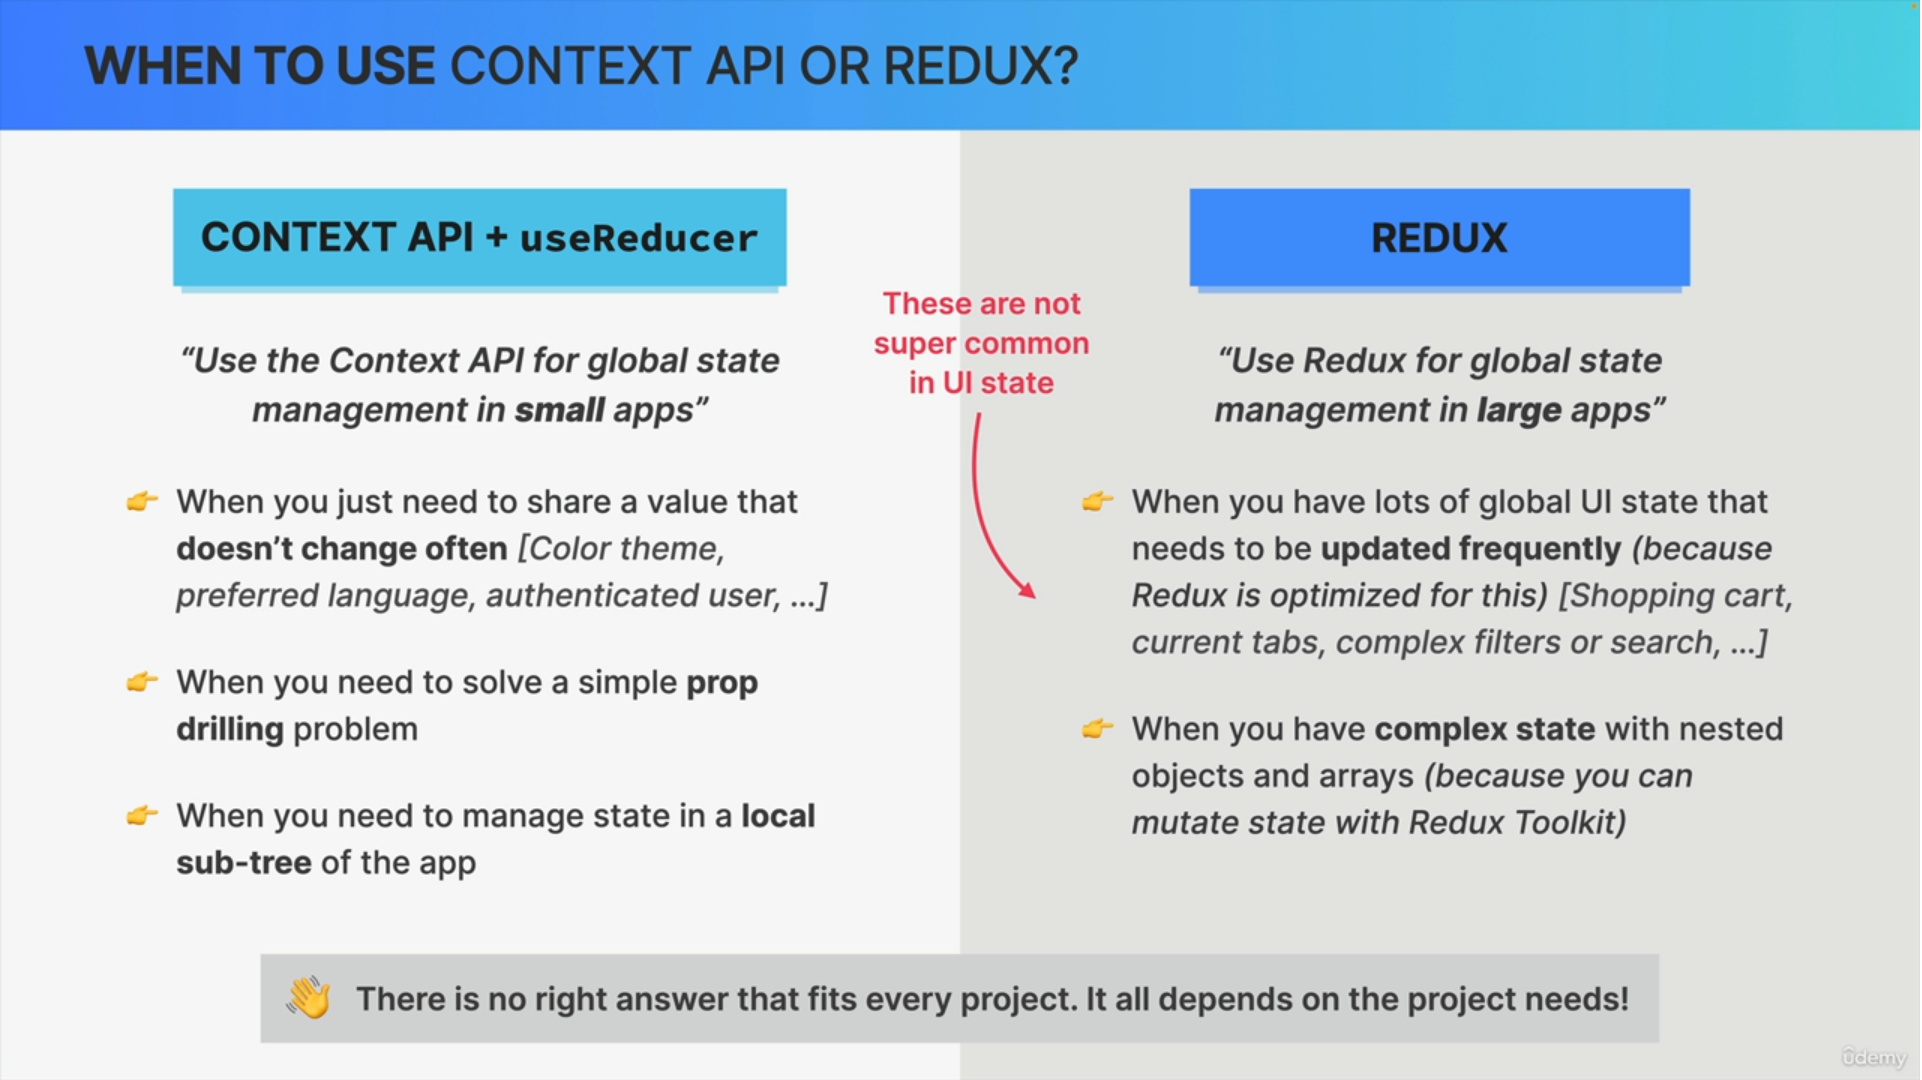 WHEN TO USE CONTEXT API OR REDUX?
CONTEXT API + useReducer
“Use the Context API for global state
management in small apps”
👉 When you just need to share a value that
doesn’t change often [Color theme,
preferred language, authenticated user, …]
👉 When you need to solve a simple prop
drilling problem
👉 When you need to manage state in a local
sub-tree of the app
These are not
super common
in UI state
REDUX
“Use Redux for global state
management in large apps”
👉 When you have lots of global UI state that
needs to be updated frequently (because
Redux is optimized for this) [Shopping cart,
current tabs, complex filters or search, …]
👉 When you have complex state with nested
objects and arrays (because you can
mutate state with Redux Toolkit)
👋 There is no right answer that fits every project. It all depends on the project needs!
ûdemy